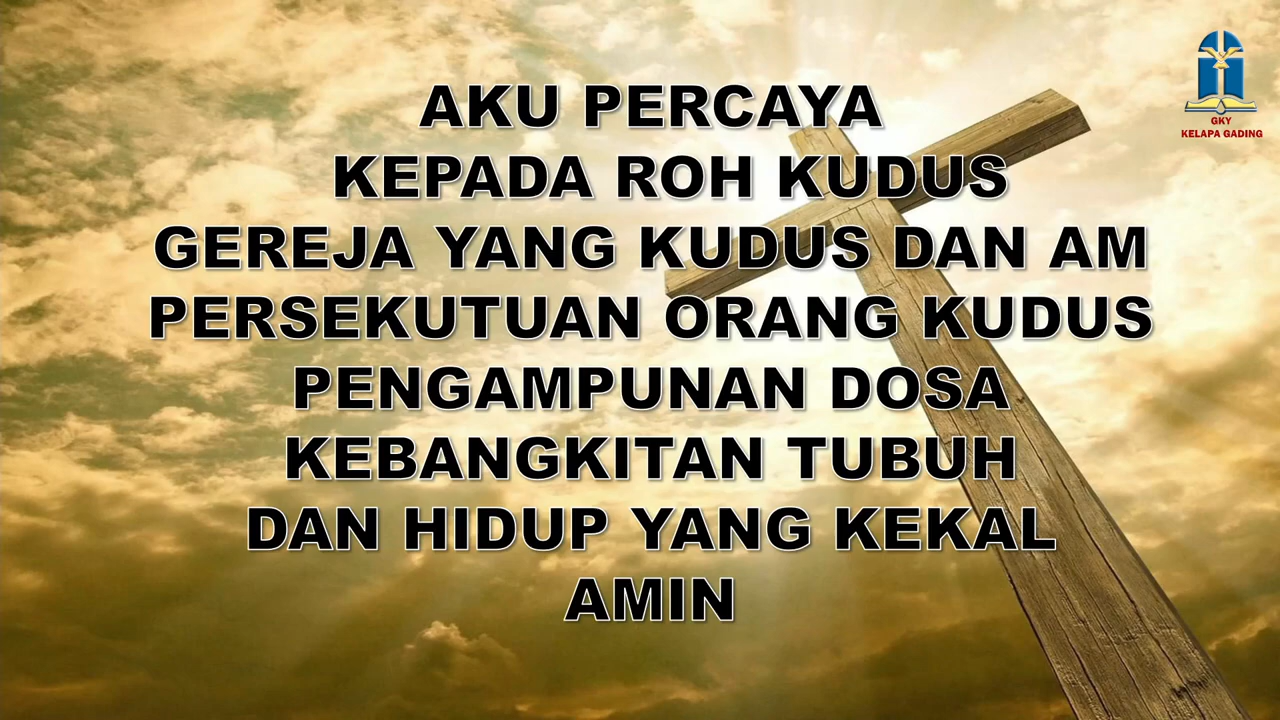 AKU PERCAYA
KEPADA ROH KUDUS
GEREJA YANG KUDUS DAN AM
PERSEKUTUAN ORANG KUDUS
PENGAMPUNAN DOSA
KEBANGKITAN TUBUH
DAN HIDUP YANG KEKAL
AMIN
GKY
KELAPA GADING